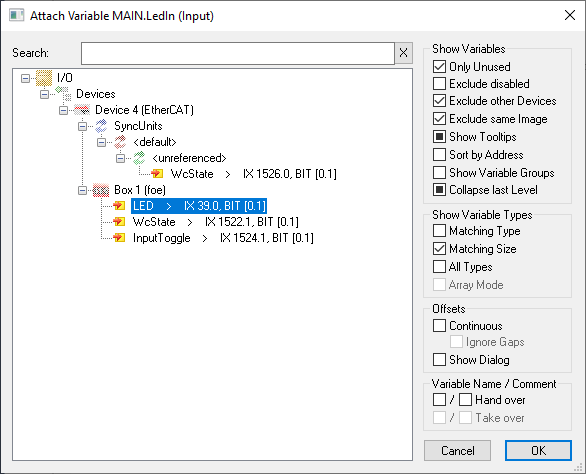 Attach Variable MAIN.LedIn (Input)
Search:
X
I/O
Devices
Device 4 (EtherCAT)
SyncUnits
<default>
<unreferenced>
WcState > IX 1526.0, BIT [0.1]
Box 1 (foe)
LED > IX 39.0, BIT [0.1]
WcState > IX 1522.1, BIT [0.1]
InputToggle > IX 1524.1, BIT [0.1]
Show Variables
Only Unused
Exclude disabled
Exclude other Devices
Exclude same Image
Show Tooltips
Sort by Address
Show Variable Groups
Collapse last Level
Show Variable Types
Matching Type
Matching Size
All Types
Array Mode
Offsets
Continuous
Ignore Gaps
Show Dialog
Variable Name / Comment
/ Hand over
/ Take over
Cancel
OK